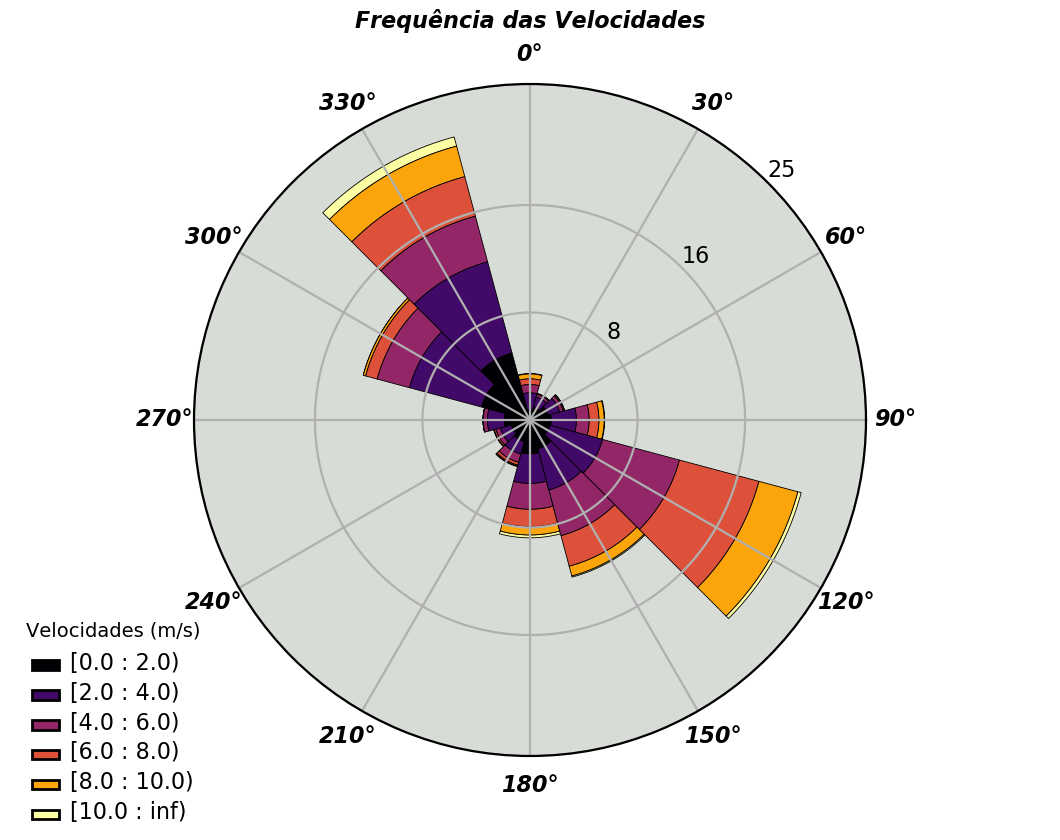 Frequência das Velocidades
0°
330°
30°
25
300°
60°
16
8
270°
90°
240°
120°
210°
150°
180°
Velocidades (m/s)
[0.0 : 2.0)
[2.0 : 4.0)
[4.0 : 6.0)
[6.0 : 8.0)
[8.0 : 10.0)
[10.0 : inf)